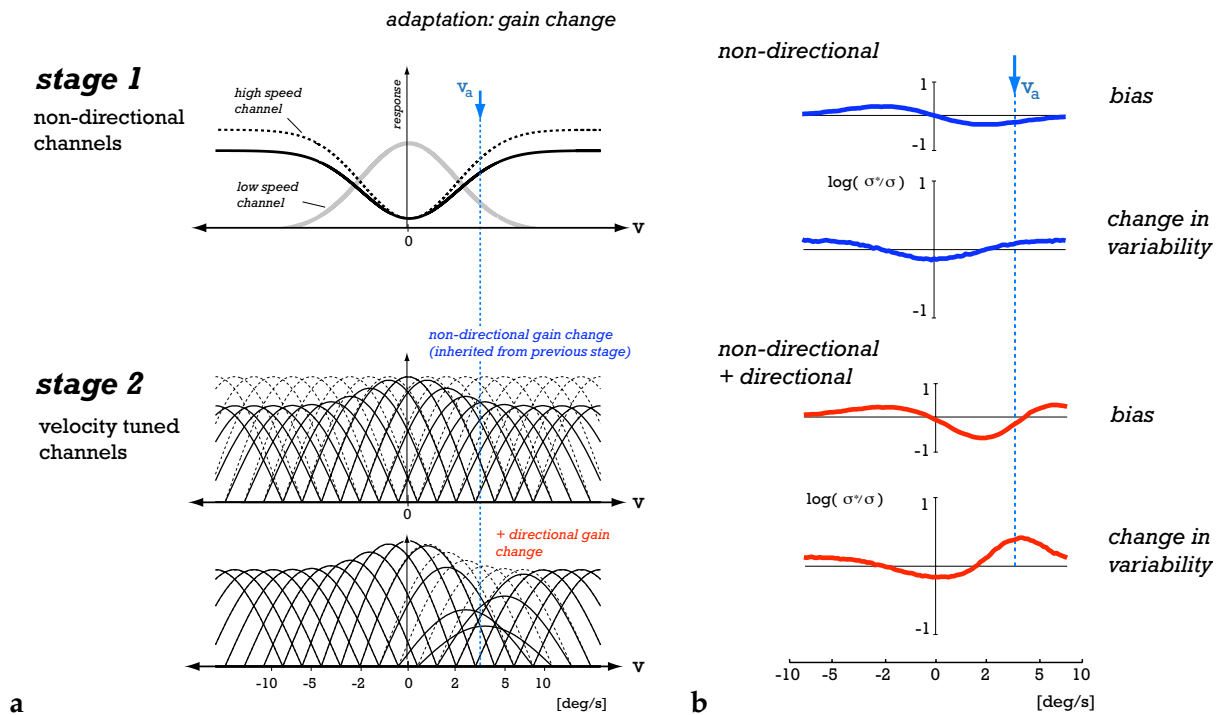 adaptation: gain change
stage 1
non-directional
channels
high speed
channel
low speed
channel
response
v_a
v
0
stage 2
velocity tuned
channels
non-directional gain change
(inherited from previous stage)
v
0
+ directional gain
change
v
-10 -5 -2 0 2 5 10
[deg/s]
a
non-directional
1
-1
v_a
bias
log( σ*/σ)
1
-1
change in
variability
non-directional
+ directional
1
-1
bias
log( σ*/σ)
1
-1
change in
variability
-10 -5 -2 0 2 5 10
[deg/s]
b